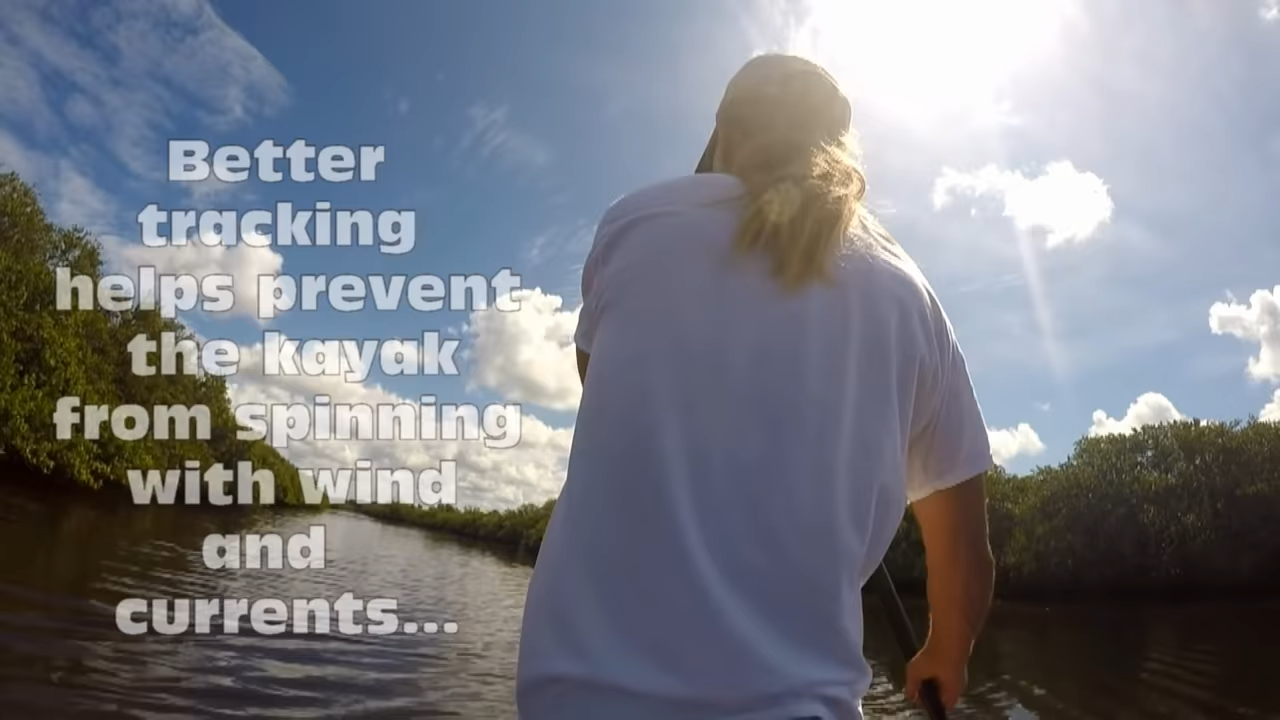 Better
tracking
helps prevent
the kayak
from spinning
with wind
and
currents...